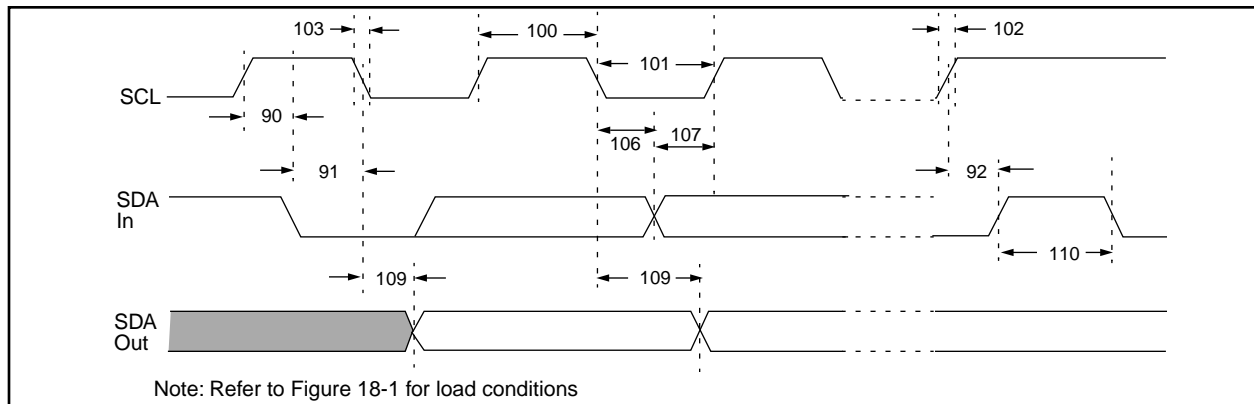 103
100
102
101
SCL
90
106
107
91
92
SDA
In
110
109
109
SDA
Out
Note: Refer to Figure 18-1 for load conditions